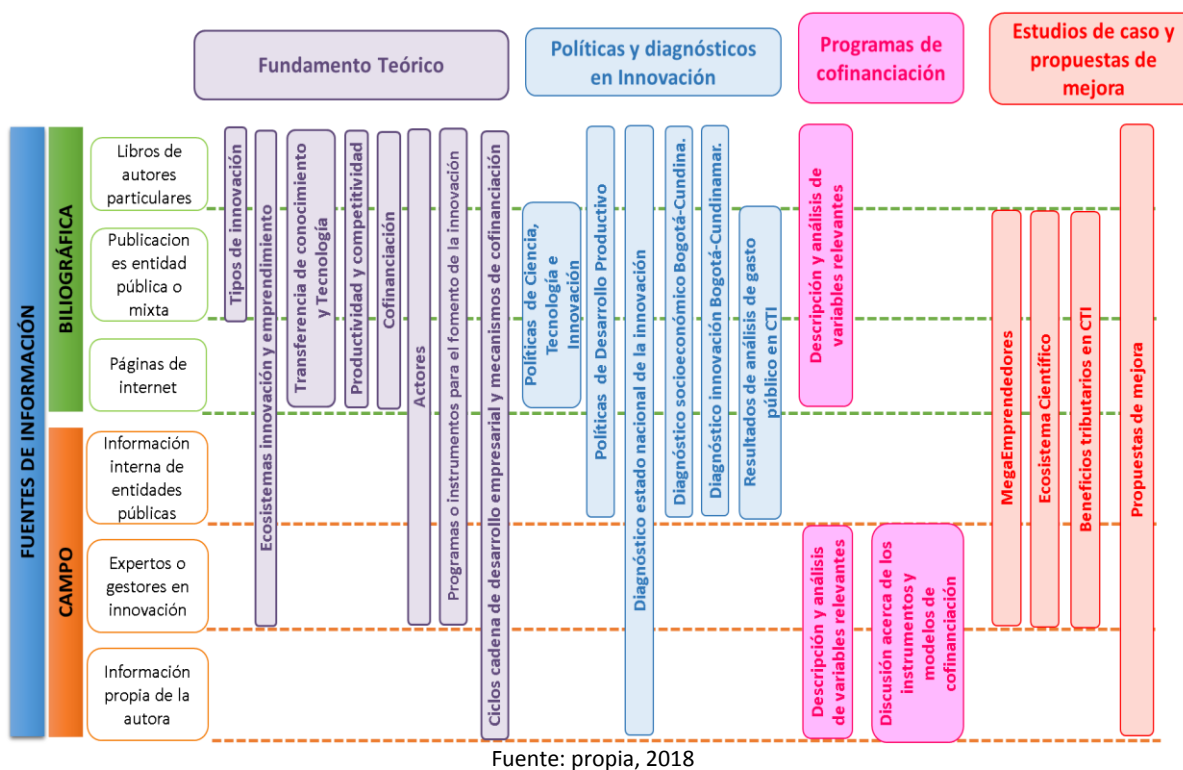 Fundamento Teórico
Políticas y diagnósticos
en Innovación
Programas de
cofinanciación
Estudios de caso y
propuestas de
mejora
FUENTES DE INFORMACIÓN
BILIOGRÁFICA
Libros de
autores
particulares
Publicacion
es entidad
pública o
mixta
Páginas de
internet
CAMPO
Información
interna de
entidades
públicas
Expertos o
gestores en
innovación
Información
propia de la
autora
Tipos de innovación
Ecosistemas innovación y emprendimiento
Transferencia de conocimiento
y Tecnología
Productividad y competitividad
Cofinanciación
Actores
Programas o instrumentos para el fomento de la innovación
Ciclos cadena de desarrollo empresarial y mecanismos de cofinanciación
Políticas de Ciencia,
Tecnología e
Innovación
Políticas de Desarrollo Productivo
Diagnóstico estado nacional de la innovación
Diagnóstico socioeconómico Bogotá-Cundina.
Diagnóstico innovación Bogotá-Cundinamar.
Resultados de análisis de gasto
público en CTI
Descripción y análisis de
variables relevantes
Descripción y análisis
de variables relevantes
Discusión acerca de los
instrumentos y
modelos de
cofinanciación
MegaEmprendedores
Ecosistema Científico
Beneficios tributarios en CTI
Propuestas de mejora
Fuente: propia, 2018